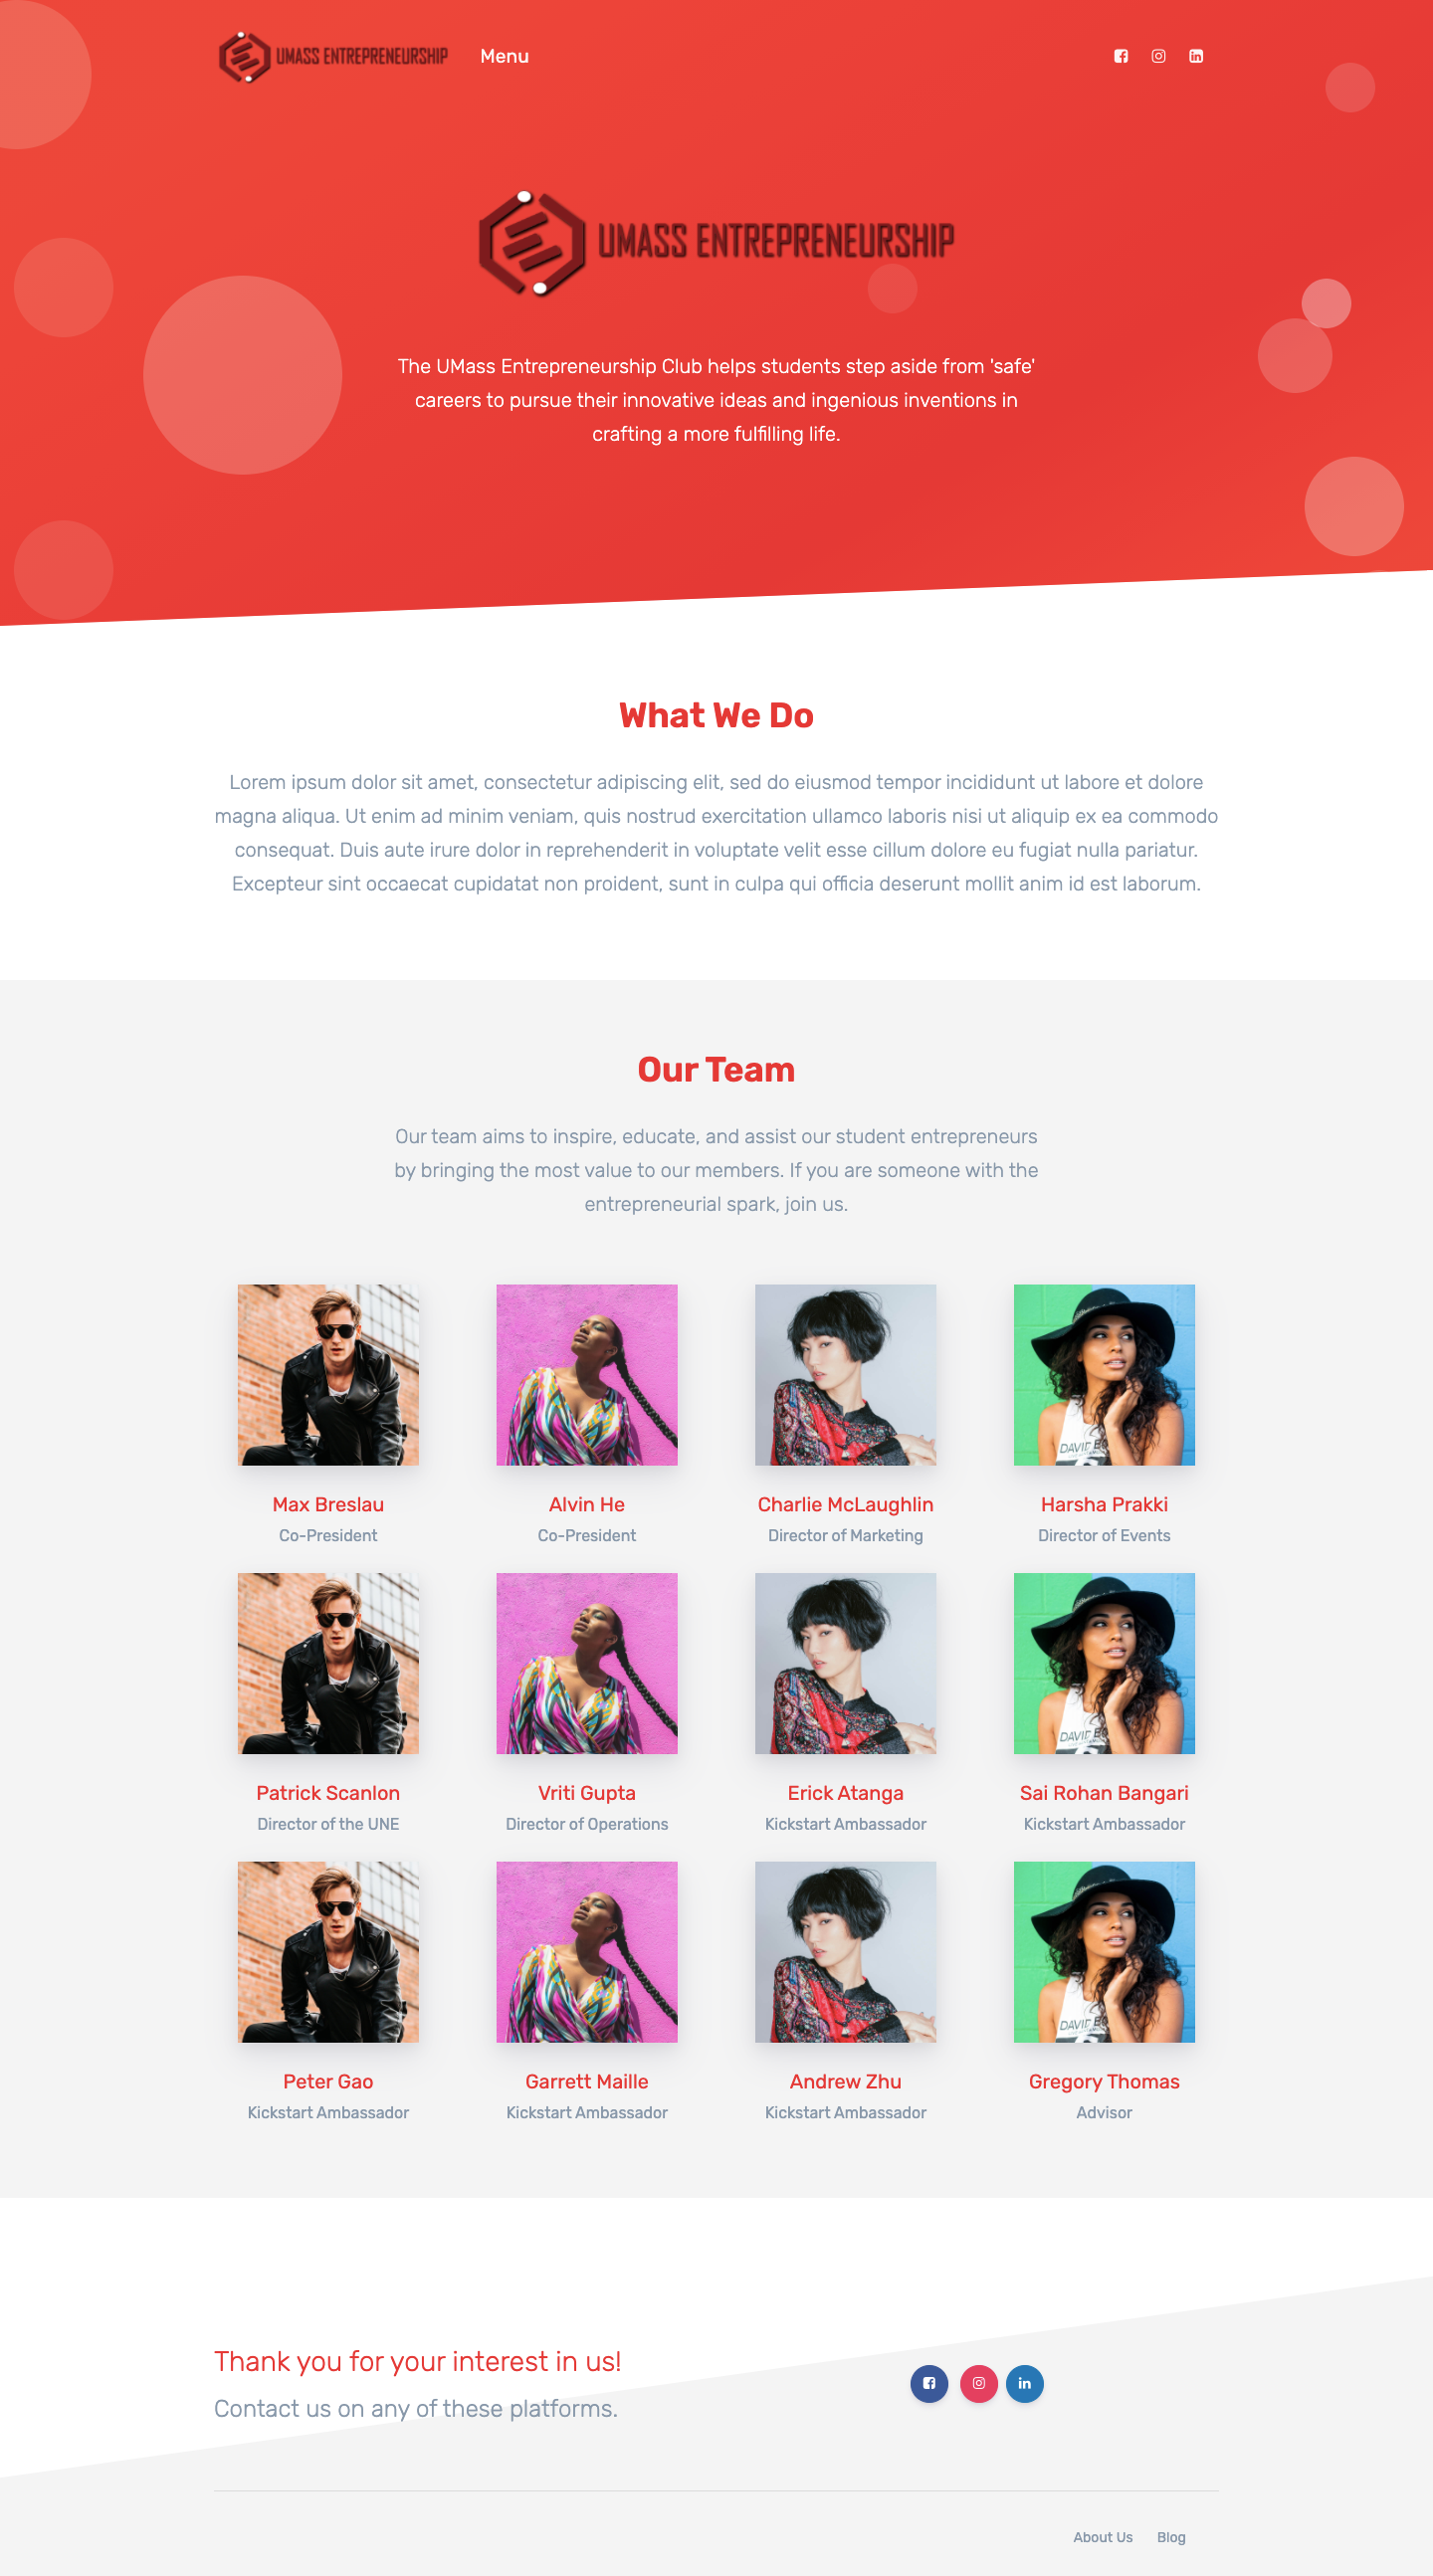 UMASS ENTREPRENEURSHIP
Menu
UMASS ENTREPRENEURSHIP
The UMass Entrepreneurship Club helps students step aside from 'safe'
careers to pursue their innovative ideas and ingenious inventions in
crafting a more fulfilling life.
What We Do
Lorem ipsum dolor sit amet, consectetur adipiscing elit, sed do eiusmod tempor incididunt ut labore et dolore
magna aliqua. Ut enim ad minim veniam, quis nostrud exercitation ullamco laboris nisi ut aliquip ex ea commodo
consequat. Duis aute irure dolor in reprehenderit in voluptate velit esse cillum dolore eu fugiat nulla pariatur.
Excepteur sint occaecat cupidatat non proident, sunt in culpa qui officia deserunt mollit anim id est laborum.
Our Team
Our team aims to inspire, educate, and assist our student entrepreneurs
by bringing the most value to our members. If you are someone with the
entrepreneurial spark, join us.
DAVID BO
Max Breslau
Co-President
Alvin He
Co-President
Charlie McLaughlin
Director of Marketing
Harsha Prakki
Director of Events
DAVID BO
Patrick Scanlon
Director of the UNE
Vriti Gupta
Director of Operations
Erick Atanga
Kickstart Ambassador
Sai Rohan Bangari
Kickstart Ambassador
DAVID BO
Peter Gao
Kickstart Ambassador
Garrett Maille
Kickstart Ambassador
Andrew Zhu
Kickstart Ambassador
Gregory Thomas
Advisor
Thank you for your interest in us!
Contact us on any of these platforms.
About Us
Blog